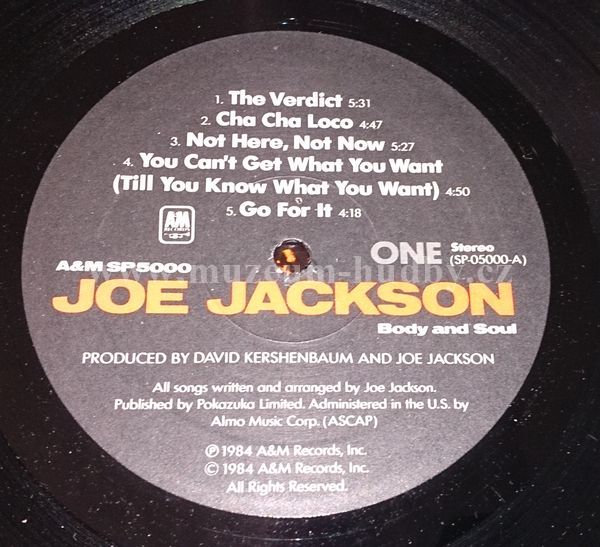 1. The Verdict 5:31
2. Cha Cha Loco 4:47
3. Not Here, Not Now 5:27
4. You Can't Get What You Want
(Till You Know What You Want) 4:50
5. Go For It 4:18
A&M
RECORDS
ONE Stereo
(SP-05000-A)
A&M SP5000
www.muzeum-hudby.cz
JOE JACKSON
Body and Soul
PRODUCED BY DAVID KERSHENBAUM AND JOE JACKSON
All songs written and arranged by Joe Jackson.
Published by Pokazuka Limited. Administered in the U.S. by
Almo Music Corp. (ASCAP)
℗ 1984 A&M Records, Inc.
© 1984 A&M Records, Inc.
All Rights Reserved.